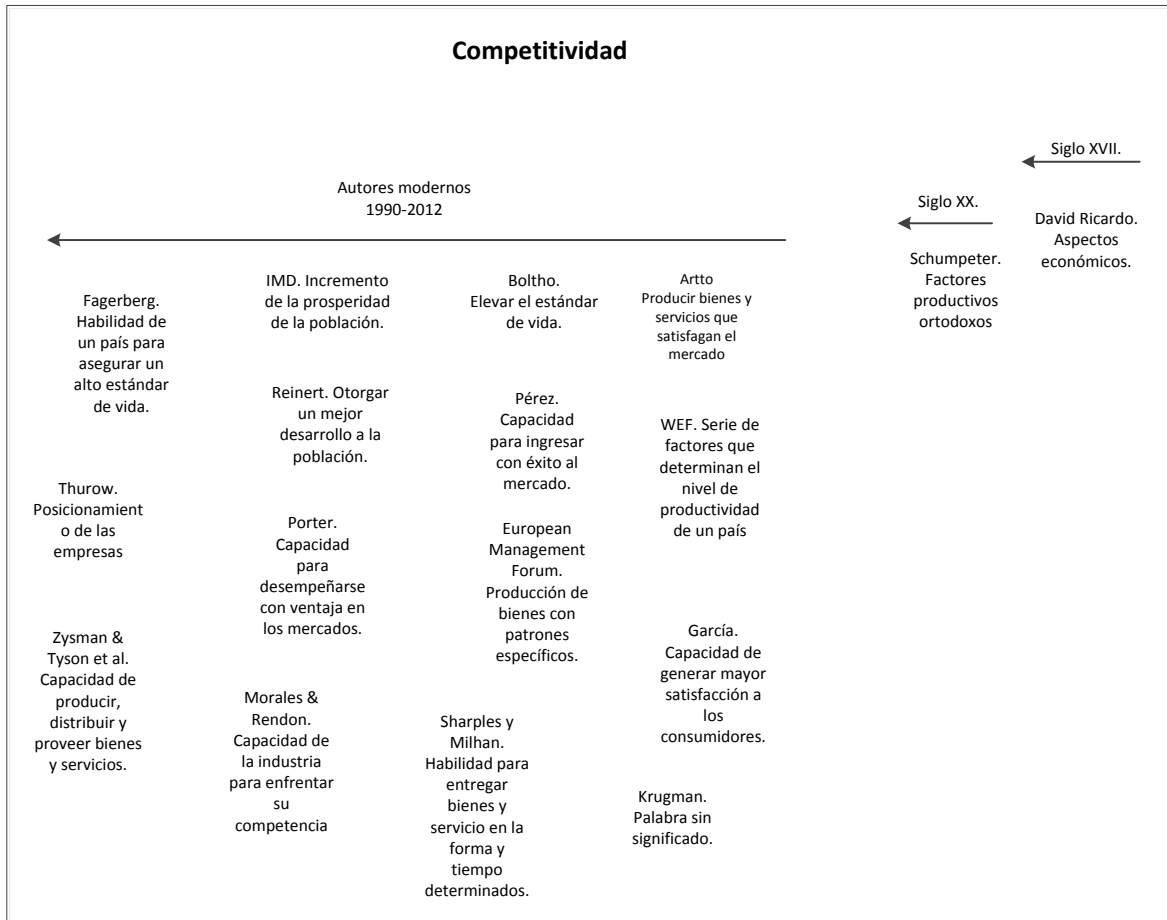 Competitividad
Siglo XVII.
Autores modernos
1990-2012
Siglo XX.
David Ricardo.
Aspectos
económicos.
Schumpeter.
Factores
productivos
ortodoxos
Fagerberg.
Habilidad de
un país para
asegurar un
alto estándar
de vida.
IMD. Incremento
de la prosperidad
de la población.
Boltho.
Elevar el estándar
de vida.
Artto
Producir bienes y
servicios que
satisfagan el
mercado
Reinert. Otorgar
un mejor
desarrollo a la
población.
Pérez.
Capacidad
para ingresar
con éxito al
mercado.
WEF. Serie de
factores que
determinan el
nivel de
productividad
de un país
Thurow.
Posicionamient
o de las
empresas
Porter.
Capacidad
para
desempeñarse
con ventaja en
los mercados.
European
Management
Forum.
Producción de
bienes con
patrones
específicos.
García.
Capacidad de
generar mayor
satisfacción a
los
consumidores.
Zysman &
Tyson et al.
Capacidad de
producir,
distribuir y
proveer bienes
y servicios.
Morales &
Rendon.
Capacidad de
la industria
para enfrentar
su
competencia
Sharples y
Milhan.
Habilidad para
entregar
bienes y
servicio en la
forma y
tiempo
determinados.
Krugman.
Palabra sin
significado.